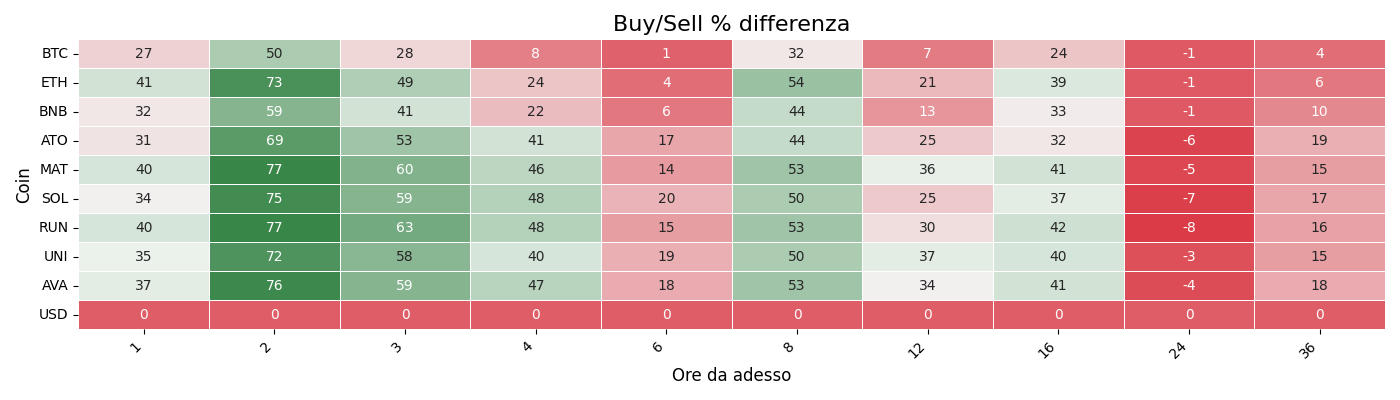 Buy/Sell % differenza
Coin
BTC 27 50 28 8 1 32 7 24 -1 4
ETH 41 73 49 24 4 54 21 39 -1 6
BNB 32 59 41 22 6 44 13 33 -1 10
ATO 31 69 53 41 17 44 25 32 -6 19
MAT 40 77 60 46 14 53 36 41 -5 15
SOL 34 75 59 48 20 50 25 37 -7 17
RUN 40 77 63 48 15 53 30 42 -8 16
UNI 35 72 58 40 19 50 37 40 -3 15
AVA 37 76 59 47 18 53 34 41 -4 18
USD 0 0 0 0 0 0 0 0 0 0
1 2 3 4 6 8 12 16 24 36
Ore da adesso